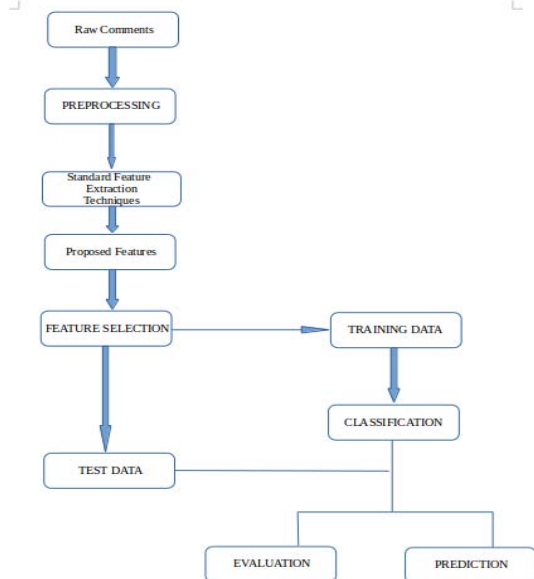 Raw Comments
PREPROCESSING
Standard Feature
Extraction
Techniques
Proposed Features
FEATURE SELECTION
TRAINING DATA
CLASSIFICATION
TEST DATA
EVALUATION
PREDICTION